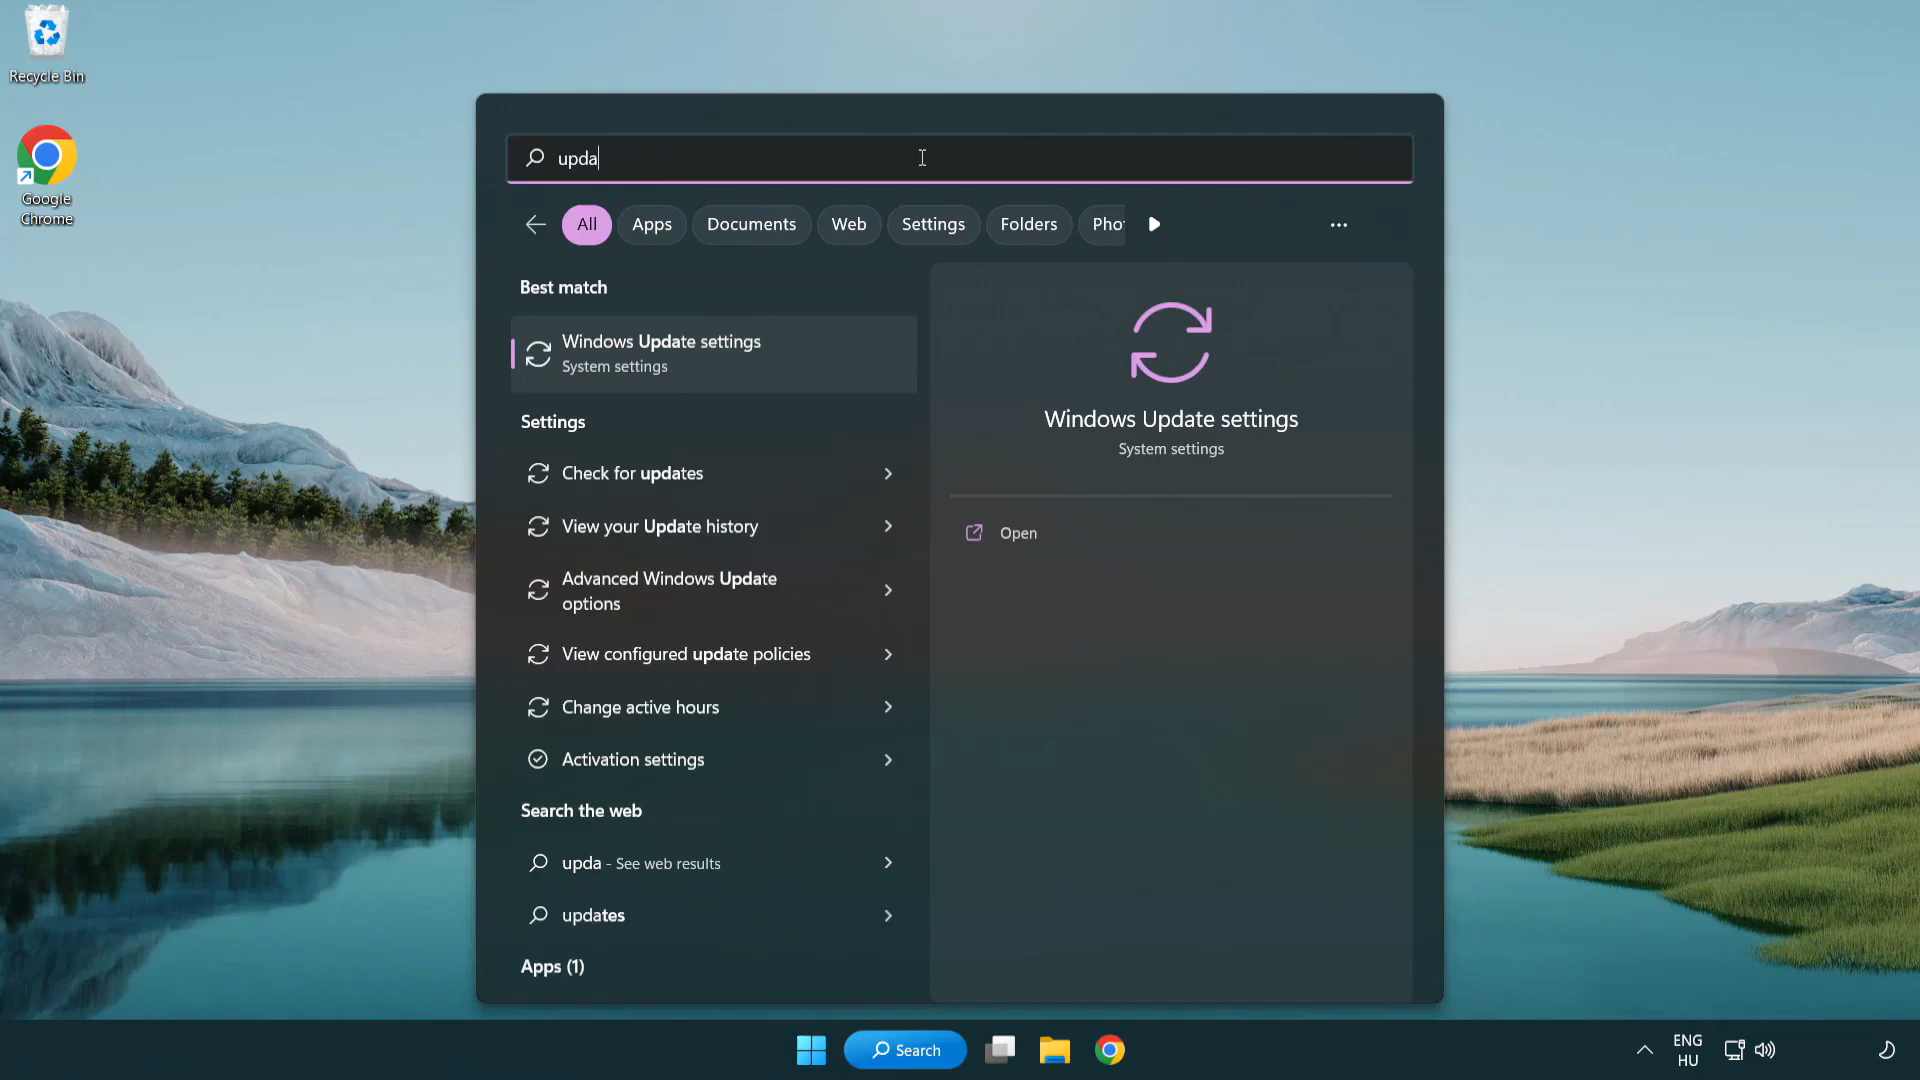 Recycle Bin
Google
Chrome
upda
All
Apps
Documents
Web
Settings
Folders
Pho
Best match
Windows Update settings
System settings
Settings
Check for updates
View your Update history
Advanced Windows Update
options
View configured update policies
Change active hours
Activation settings
Search the web
upda - See web results
updates
Apps (1)
Windows Update settings
System settings
Open
Search
ENG
HU